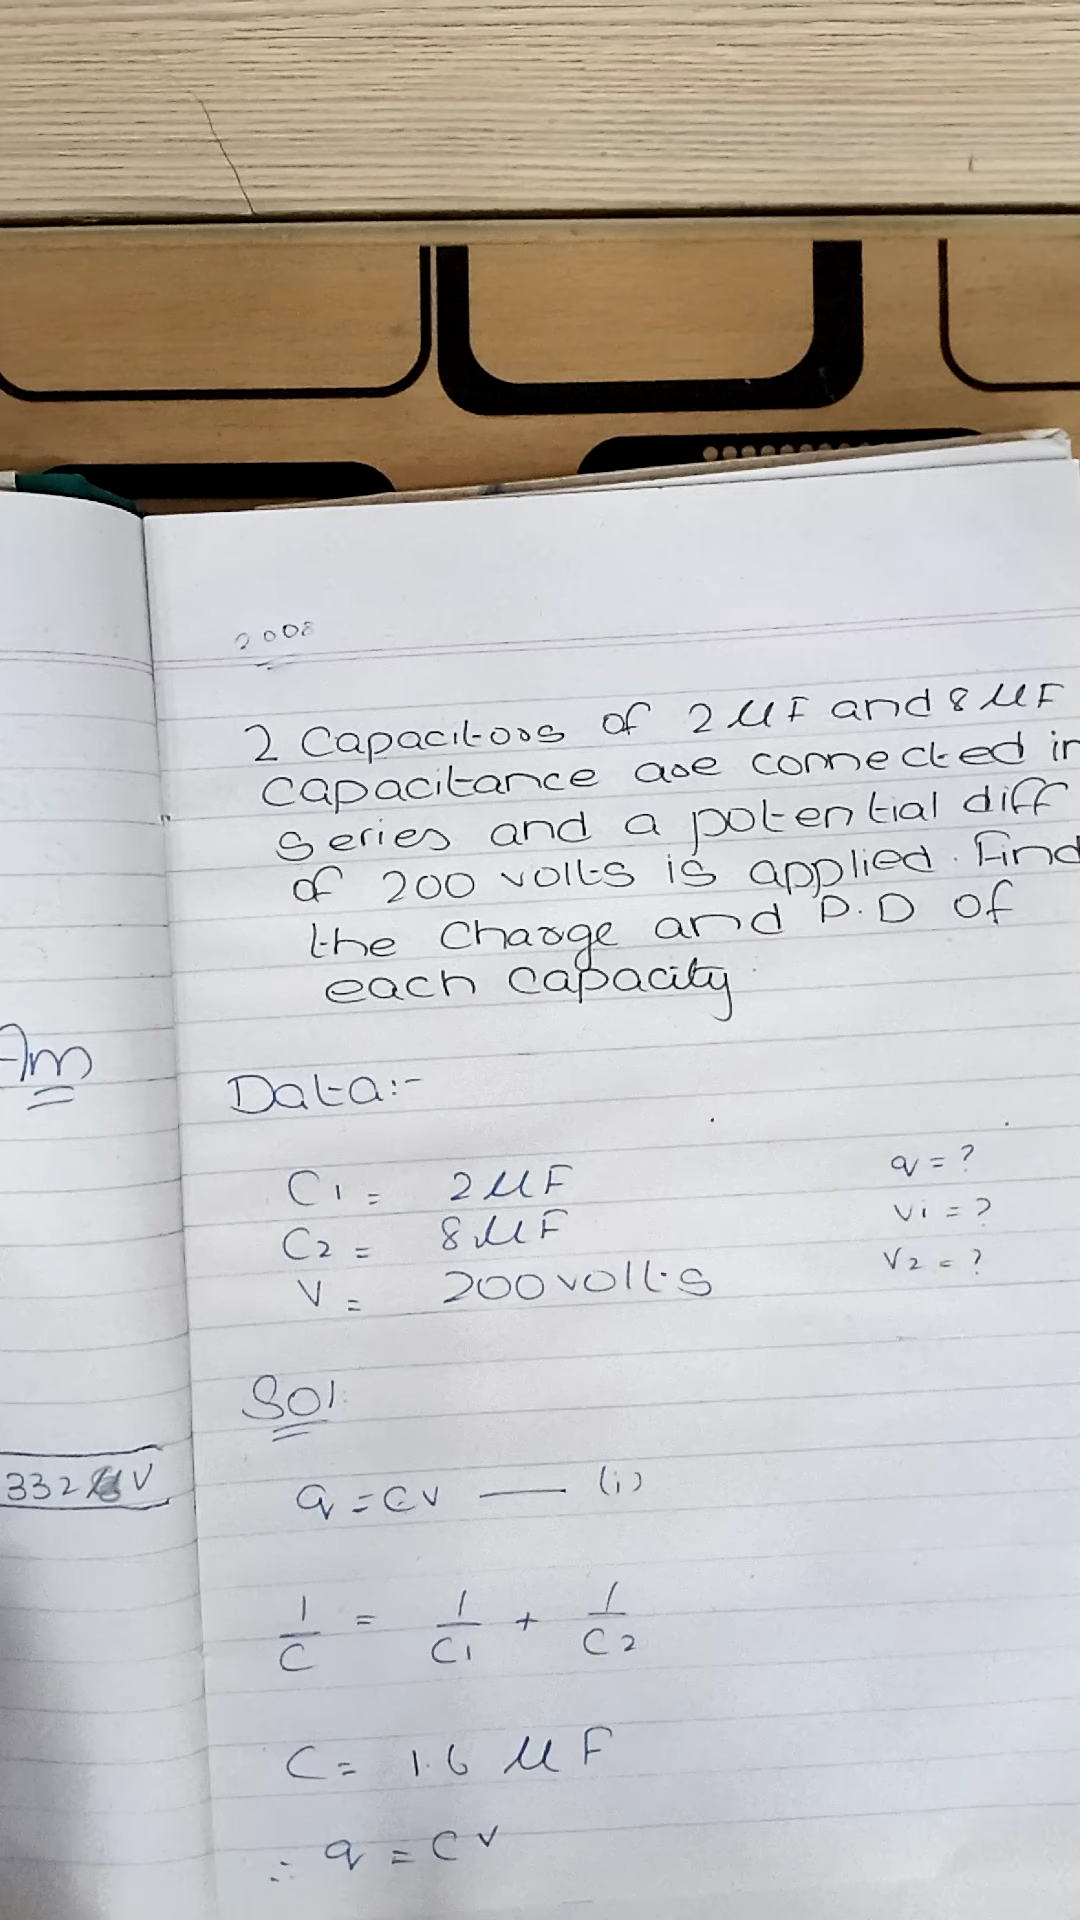 2008
2 Capacitors of 2 μF and 8 μF
capacitance are connected in
series and a potential diff
of 200 volts is applied. Find
the Charge and P.D of
each capacity
Am
Data:-
C1 = 2 μF
q = ?
C2 = 8 μF
V1 = ?
V = 200 volts
V2 = ?
Sol.
332 V
q = CV —— (i)
1/C = 1/C1 + 1/C2
C = 1.6 μF
∴ q = CV